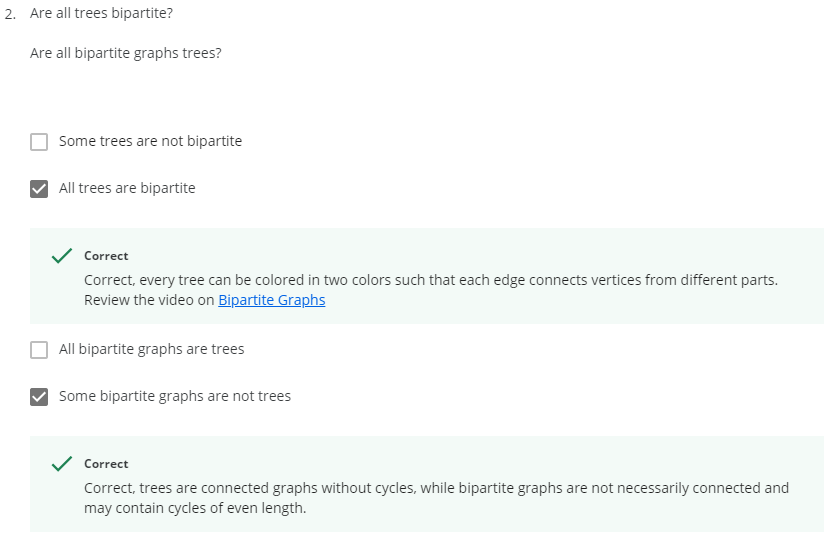 2. Are all trees bipartite?
Are all bipartite graphs trees?
Some trees are not bipartite
All trees are bipartite
Correct
Correct, every tree can be colored in two colors such that each edge connects vertices from different parts.
Review the video on Bipartite Graphs
All bipartite graphs are trees
Some bipartite graphs are not trees
Correct
Correct, trees are connected graphs without cycles, while bipartite graphs are not necessarily connected and
may contain cycles of even length.